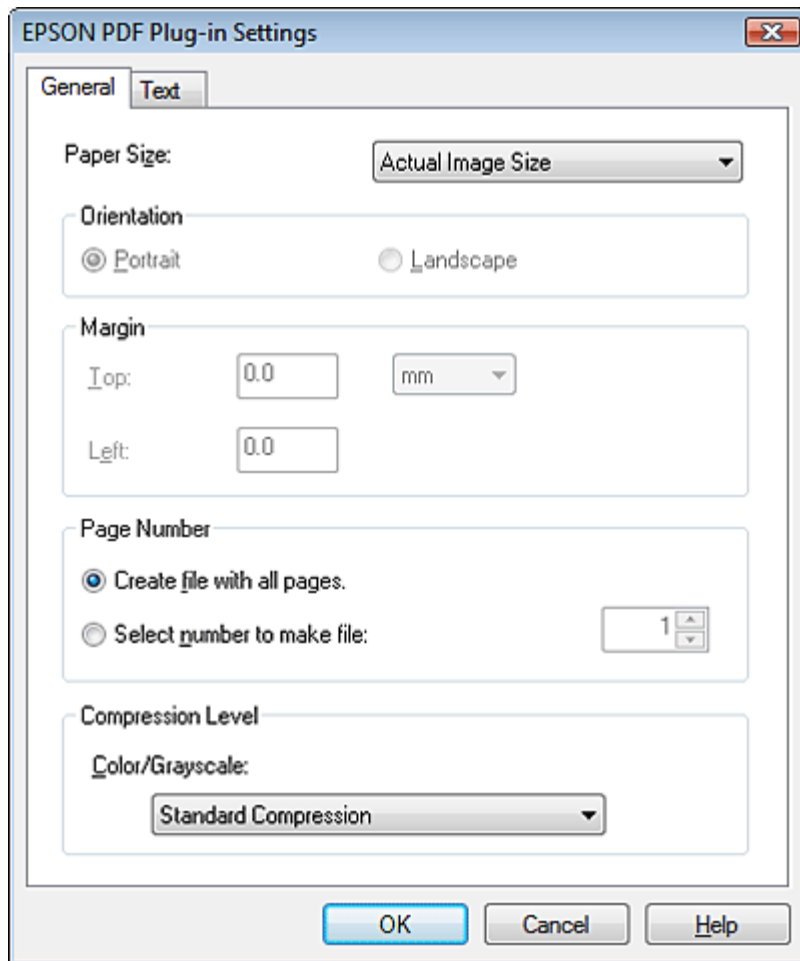 EPSON PDF Plug-in Settings
General Text
Paper Size: Actual Image Size
Orientation
Portrait Landscape
Margin
Top: 0.0 mm
Left: 0.0
Page Number
Create file with all pages.
Select number to make file: 1
Compression Level
Color/Grayscale:
Standard Compression
OK Cancel Help